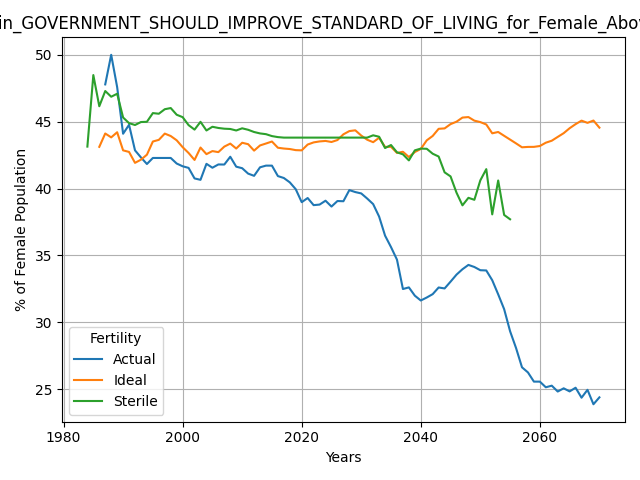 in_GOVERNMENT_SHOULD_IMPROVE_STANDARD_OF_LIVING_for_Female_Abov
50
45
40
35
30
25
% of Female Population
Fertility
Actual
Ideal
Sterile
1980
2000
2020
2040
2060
Years